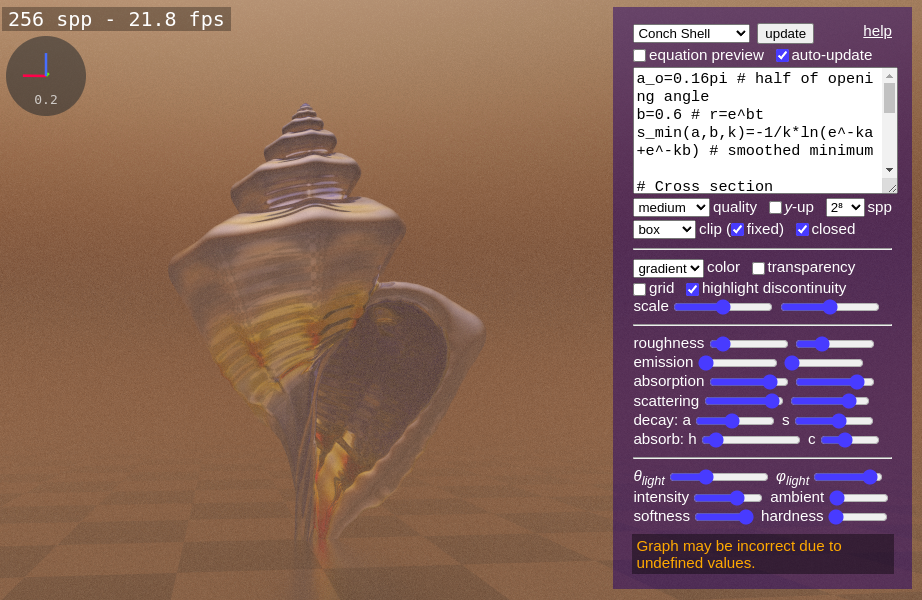 256 spp - 21.8 fps
0.2
Conch Shell update help
equation preview auto-update
a_o=0.16pi # half of openi
ng angle
b=0.6 # r=e^bt
s_min(a,b,k)=-1/k*ln(e^-ka
+e^-kb) # smoothed minimum
# Cross section
medium quality y-up 2⁸ spp
box clip ( fixed) closed
gradient color transparency
grid highlight discontinuity
scale
roughness
emission
absorption
scattering
decay: a s
absorb: h c
θlight φlight
intensity ambient
softness hardness
Graph may be incorrect due to
undefined values.